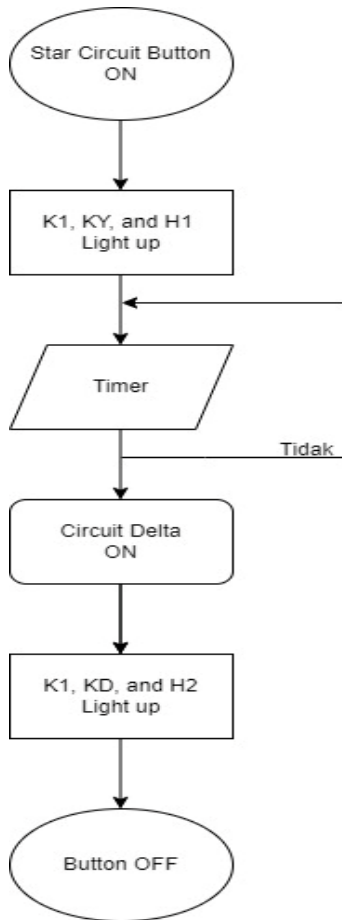 Star Circuit Button
ON
K1, KY, and H1
Light up
Timer
Tidak
Circuit Delta
ON
K1, KD, and H2
Light up
Button OFF